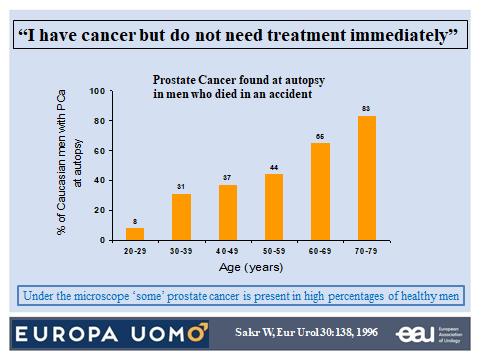 “I have cancer but do not need treatment immediately”
Prostate Cancer found at autopsy
in men who died in an accident
% of Caucasian men with PCa
at autopsy
100
80
60
40
20
0
8
31
37
44
65
83
20-29
30-39
40-49
50-59
60-69
70-79
Age (years)
Under the microscope ‘some’ prostate cancer is present in high percentages of healthy men
EUROPA UOMO
Sakr W, Eur Urol 30: 138, 1996
eau
European
Association
of Urology